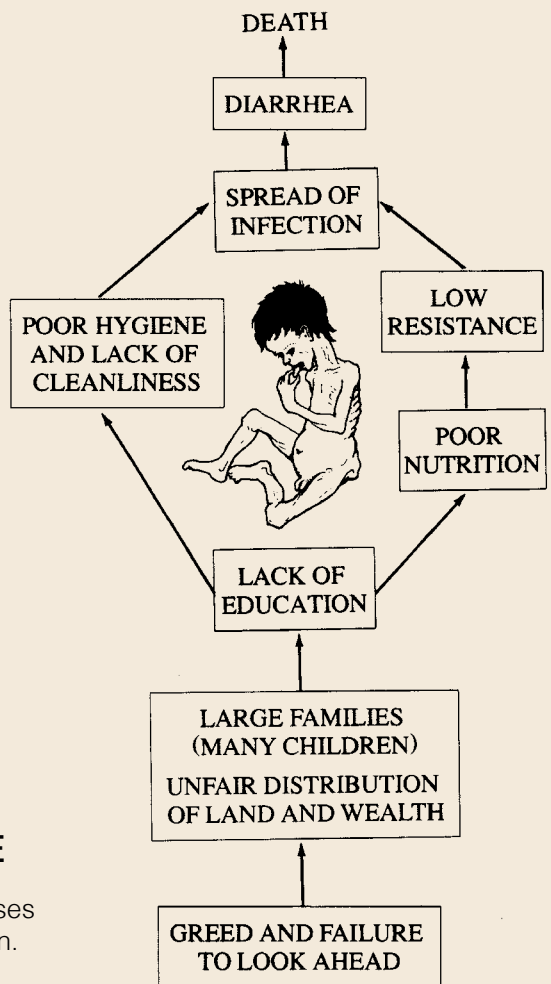 DEATH
DIARRHEA
SPREAD OF
INFECTION
POOR HYGIENE
AND LACK OF
CLEANLINESS
LOW
RESISTANCE
POOR
NUTRITION
LACK OF
EDUCATION
LARGE FAMILIES
(MANY CHILDREN)
UNFAIR DISTRIBUTION
OF LAND AND WEALTH
GREED AND FAILURE
TO LOOK AHEAD